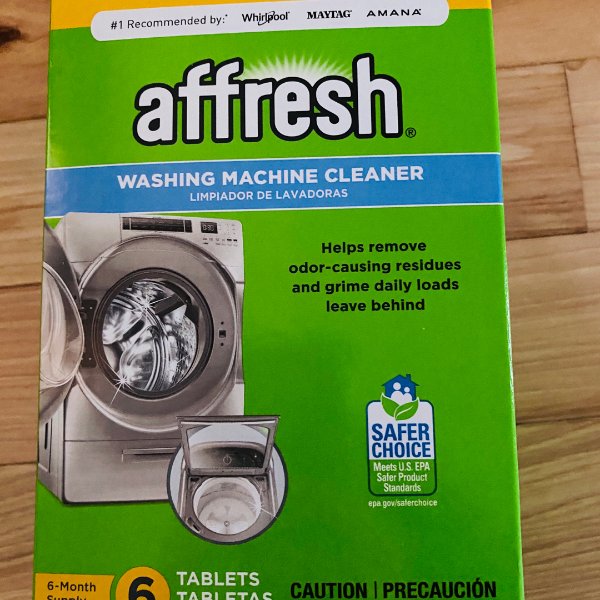 #1 Recommended by:* Whirlpool MAYTAG® AMANA®
affresh®
WASHING MACHINE CLEANER
LIMPIADOR DE LAVADORAS
Helps remove
odor-causing residues
and grime daily loads
leave behind
SAFER
CHOICE
Meets U.S. EPA
Safer Product
Standards
epa.gov/saferchoice
6-Month
Supply
6
TABLETS
TABLETAS
CAUTION | PRECAUCIÓN